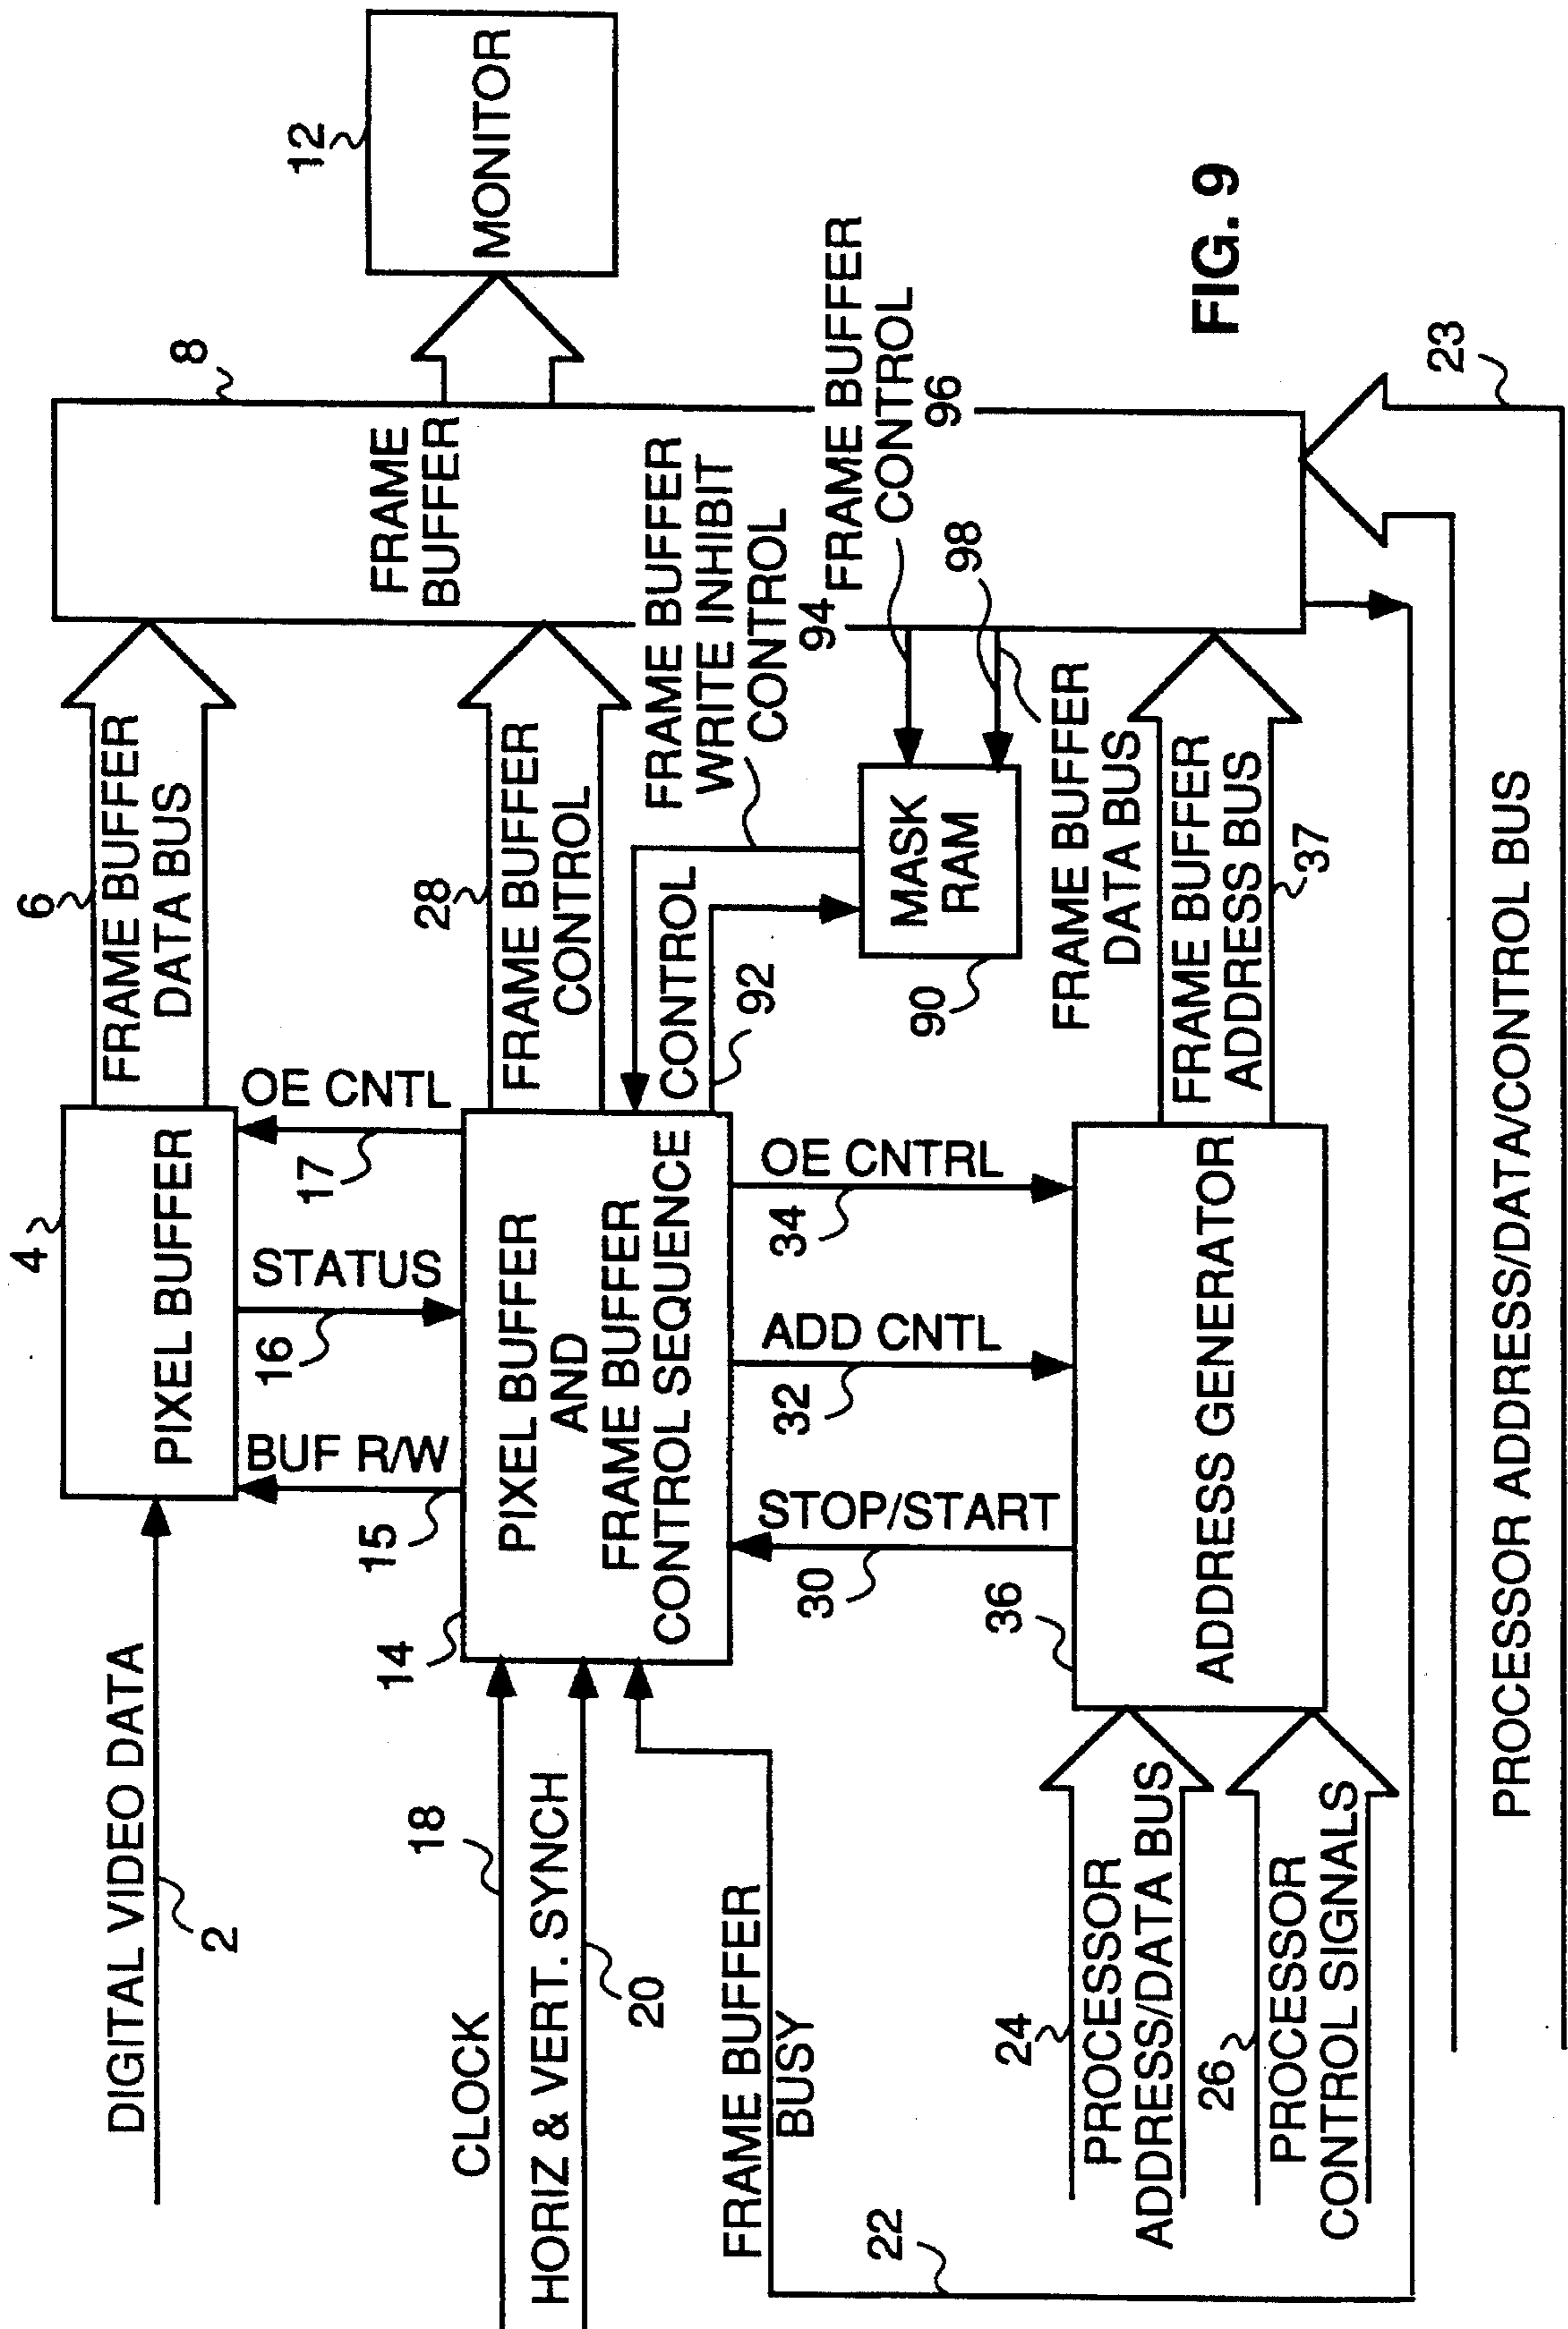 DIGITAL VIDEO DATA
2
4
PIXEL BUFFER
6
FRAME BUFFER
DATA BUS
8
FRAME
BUFFER
12
MONITOR
BUF R/W
15
STATUS
16
OE CNTL
17
CLOCK
18
HORIZ & VERT. SYNCH
20
14
PIXEL BUFFER
AND
FRAME BUFFER
CONTROL SEQUENCE
28
FRAME BUFFER
CONTROL
FRAME BUFFER
WRITE INHIBIT
CONTROL
94
CONTROL
92
FRAME BUFFER
CONTROL
96
98
MASK
RAM
90
FRAME BUFFER
BUSY
22
STOP/START
30
ADD CNTL
32
OE CNTRL
34
36
ADDRESS GENERATOR
24
PROCESSOR
ADDRESS/DATA BUS
26
PROCESSOR
CONTROL SIGNALS
FRAME BUFFER
DATA BUS
FRAME BUFFER
ADDRESS BUS
37
FIG. 9
23
PROCESSOR ADDRESS/DATA/CONTROL BUS